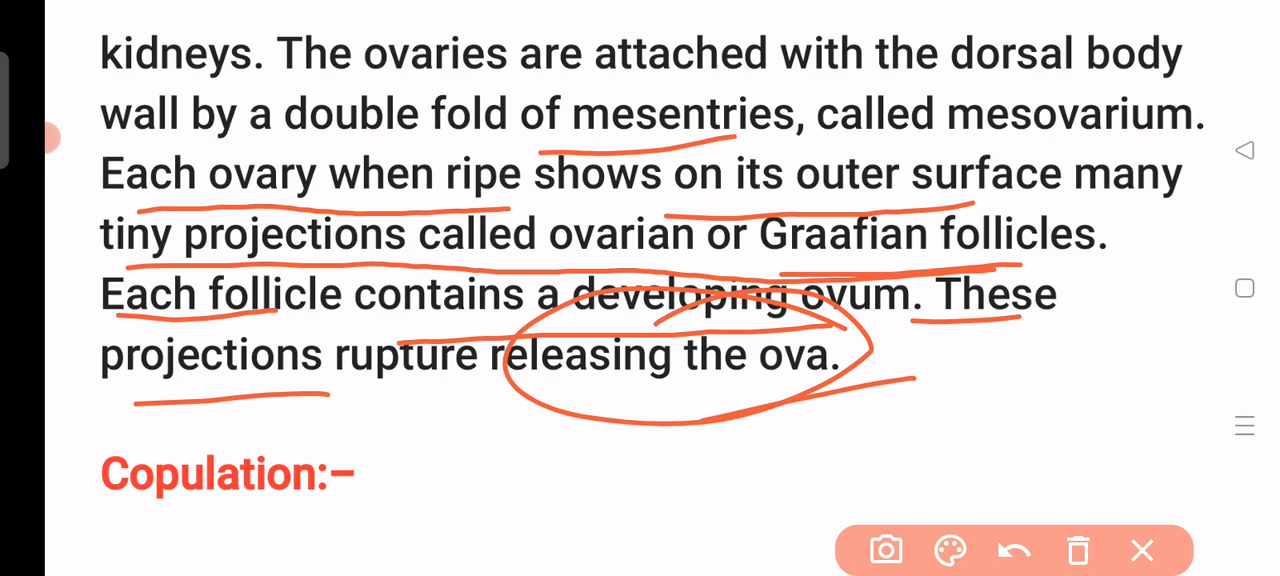 kidneys. The ovaries are attached with the dorsal body
wall by a double fold of mesentries, called mesovarium.
Each ovary when ripe shows on its outer surface many
tiny projections called ovarian or Graafian follicles.
Each follicle contains a developing ovum. These
projections rupture releasing the ova.
Copulation:–